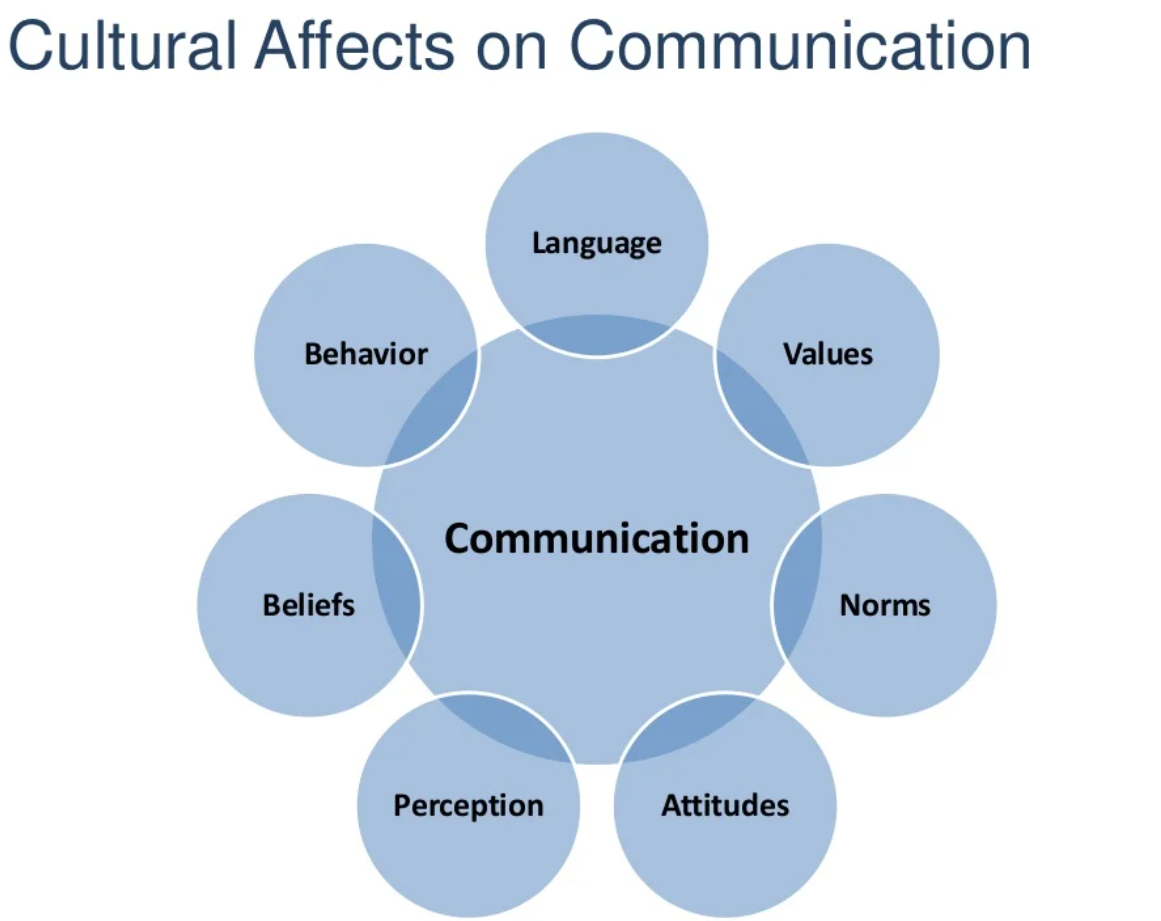 Cultural Affects on Communication
Language
Behavior
Values
Communication
Beliefs
Norms
Perception
Attitudes